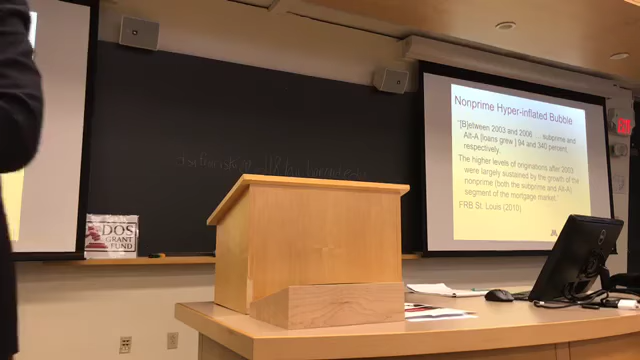 DOS
GRANT
FUND
Nonprime Hyper-inflated Bubble
"[B]etween 2003 and 2006 ... subprime and
Alt-A [loans grew ] 94 and 340 percent,
respectively.
The higher levels of originations after 2003
were largely sustained by the growth of the
nonprime (both the subprime and Alt-A)
segment of the mortgage market."
FRB St. Louis (2010)
EXIT